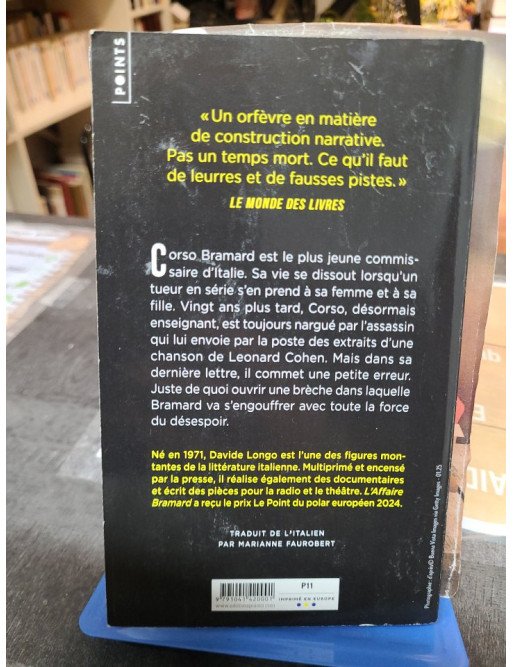 POINTS
« Un orfèvre en matière
de construction narrative.
Pas un temps mort. Ce qu'il faut
de leurres et de fausses pistes. »
LE MONDE DES LIVRES
Corso Bramard est le plus jeune commis-
saire d'Italie. Sa vie se dissout lorsqu'un
tueur en série s'en prend à sa femme et à sa
fille. Vingt ans plus tard, Corso, désormais
enseignant, est toujours nargué par l'assassin
qui lui envoie par la poste des extraits d'une
chanson de Leonard Cohen. Mais dans sa
dernière lettre, il commet une petite erreur.
Juste de quoi ouvrir une brèche dans laquelle
Bramard va s'engouffrer avec toute la force
du désespoir.
Né en 1971, Davide Longo est l'une des figures mon-
tantes de la littérature italienne. Multiprimé et encensé
par la presse, il réalise également des documentaires
et écrit des pièces pour la radio et le théâtre. L'Affaire
Bramard a reçu le prix Le Point du polar européen 2024.
TRADUIT DE L'ITALIEN
PAR MARIANNE FAUROBERT
P11
IMPRIMÉ EN EUROPE